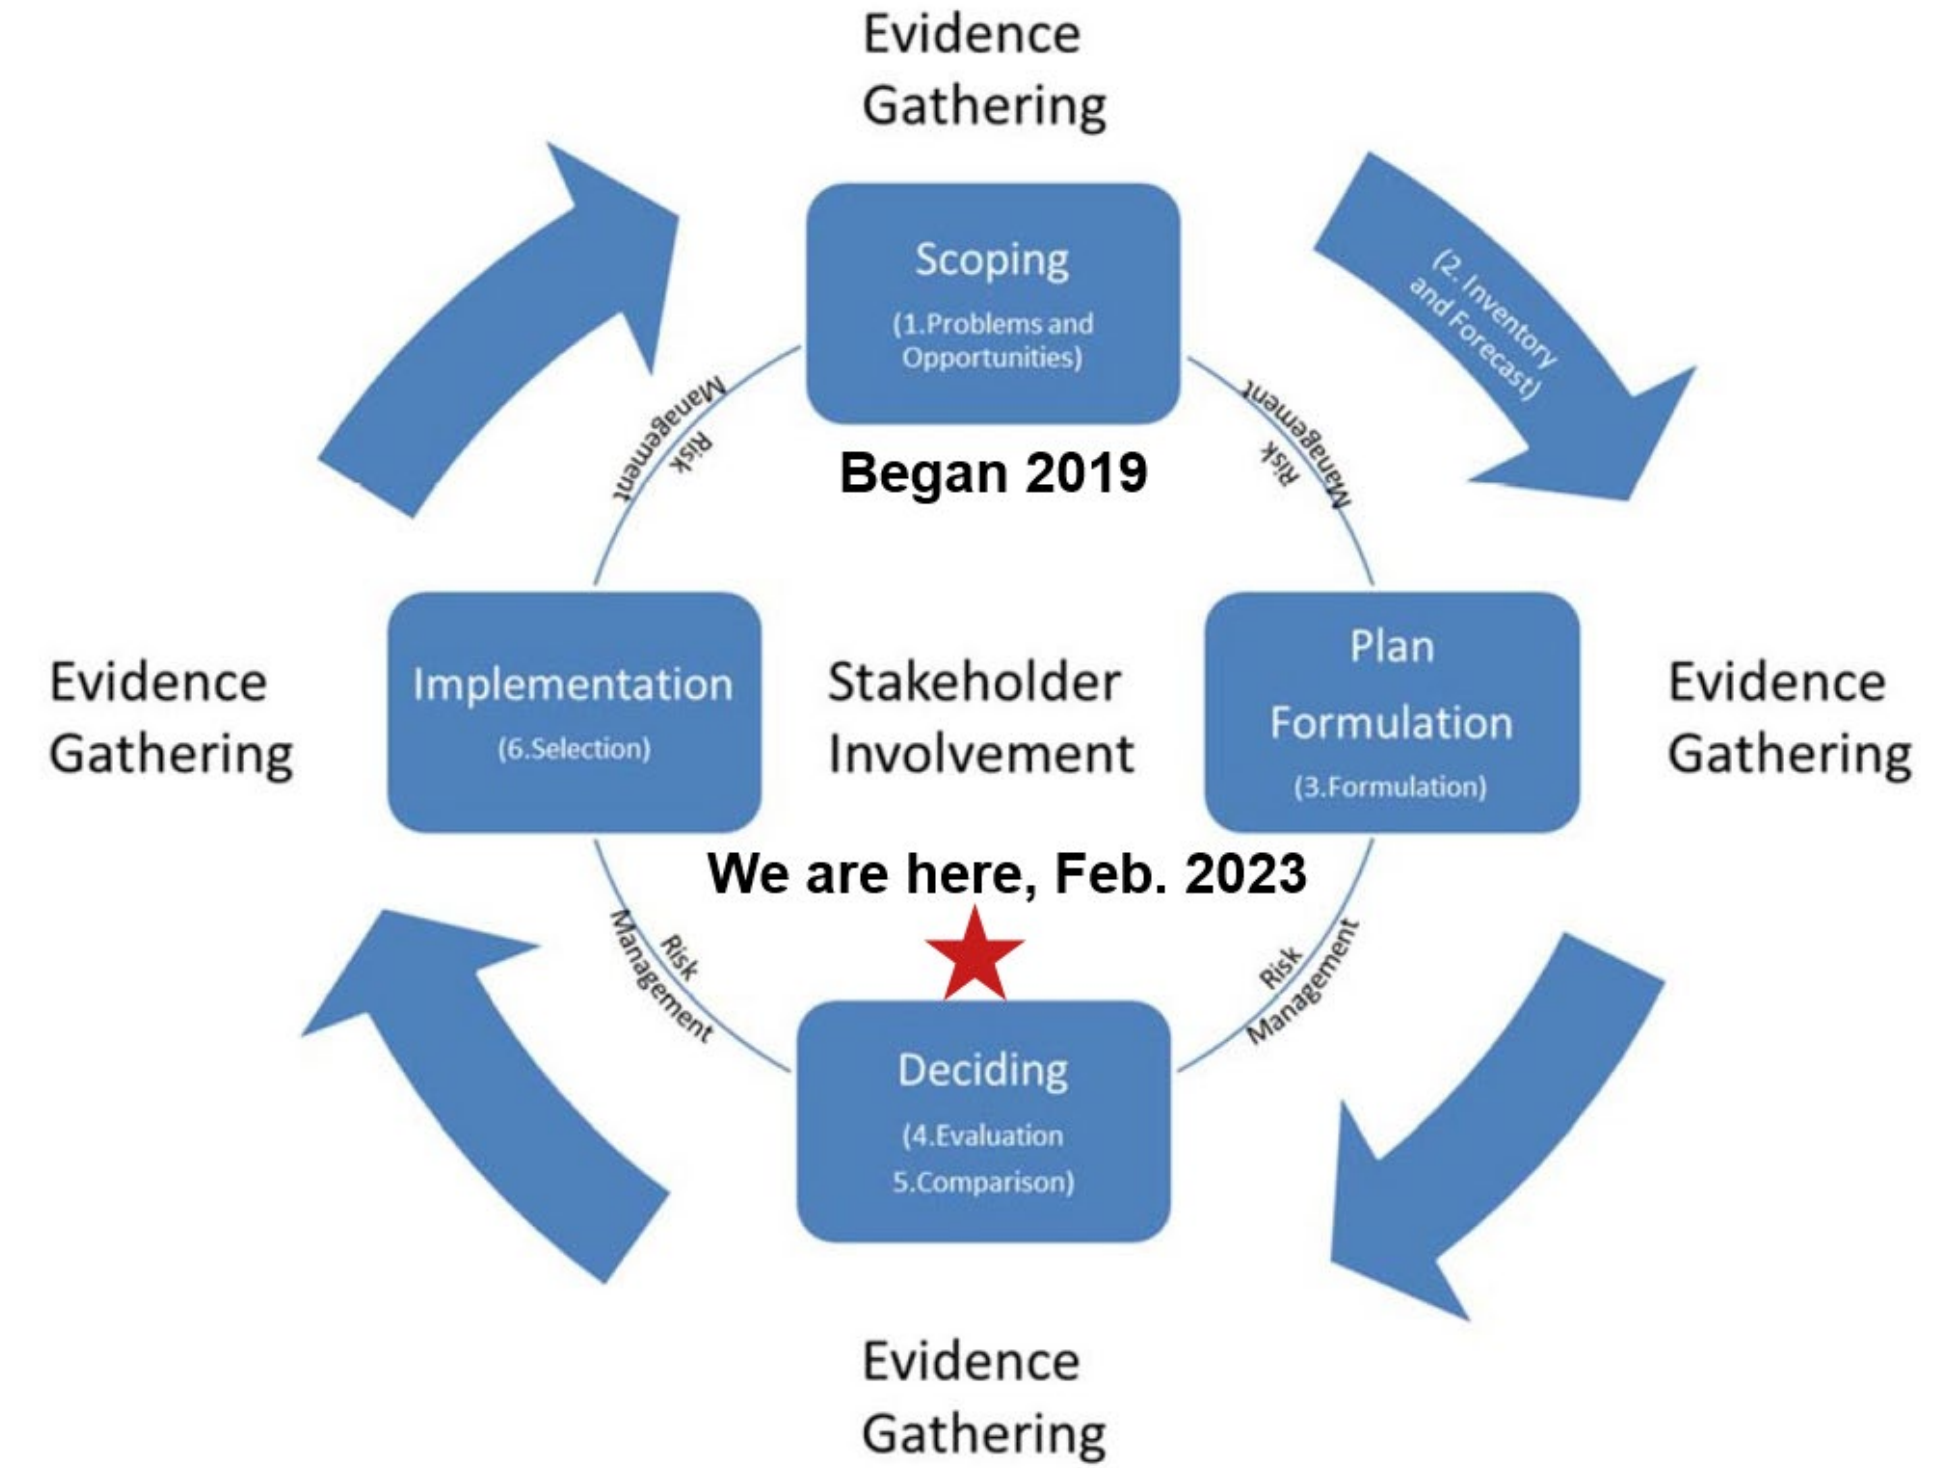 Evidence
Gathering
Scoping
(1.Problems and
Opportunities)
(2. Inventory
and Forecast)
Management
Risk
Management
Risk
Began 2019
Evidence
Gathering
Implementation
(6.Selection)
Stakeholder
Involvement
Plan
Formulation
(3.Formulation)
Evidence
Gathering
We are here, Feb. 2023
Risk
Management
Risk
Management
Deciding
(4.Evaluation
5.Comparison)
Evidence
Gathering